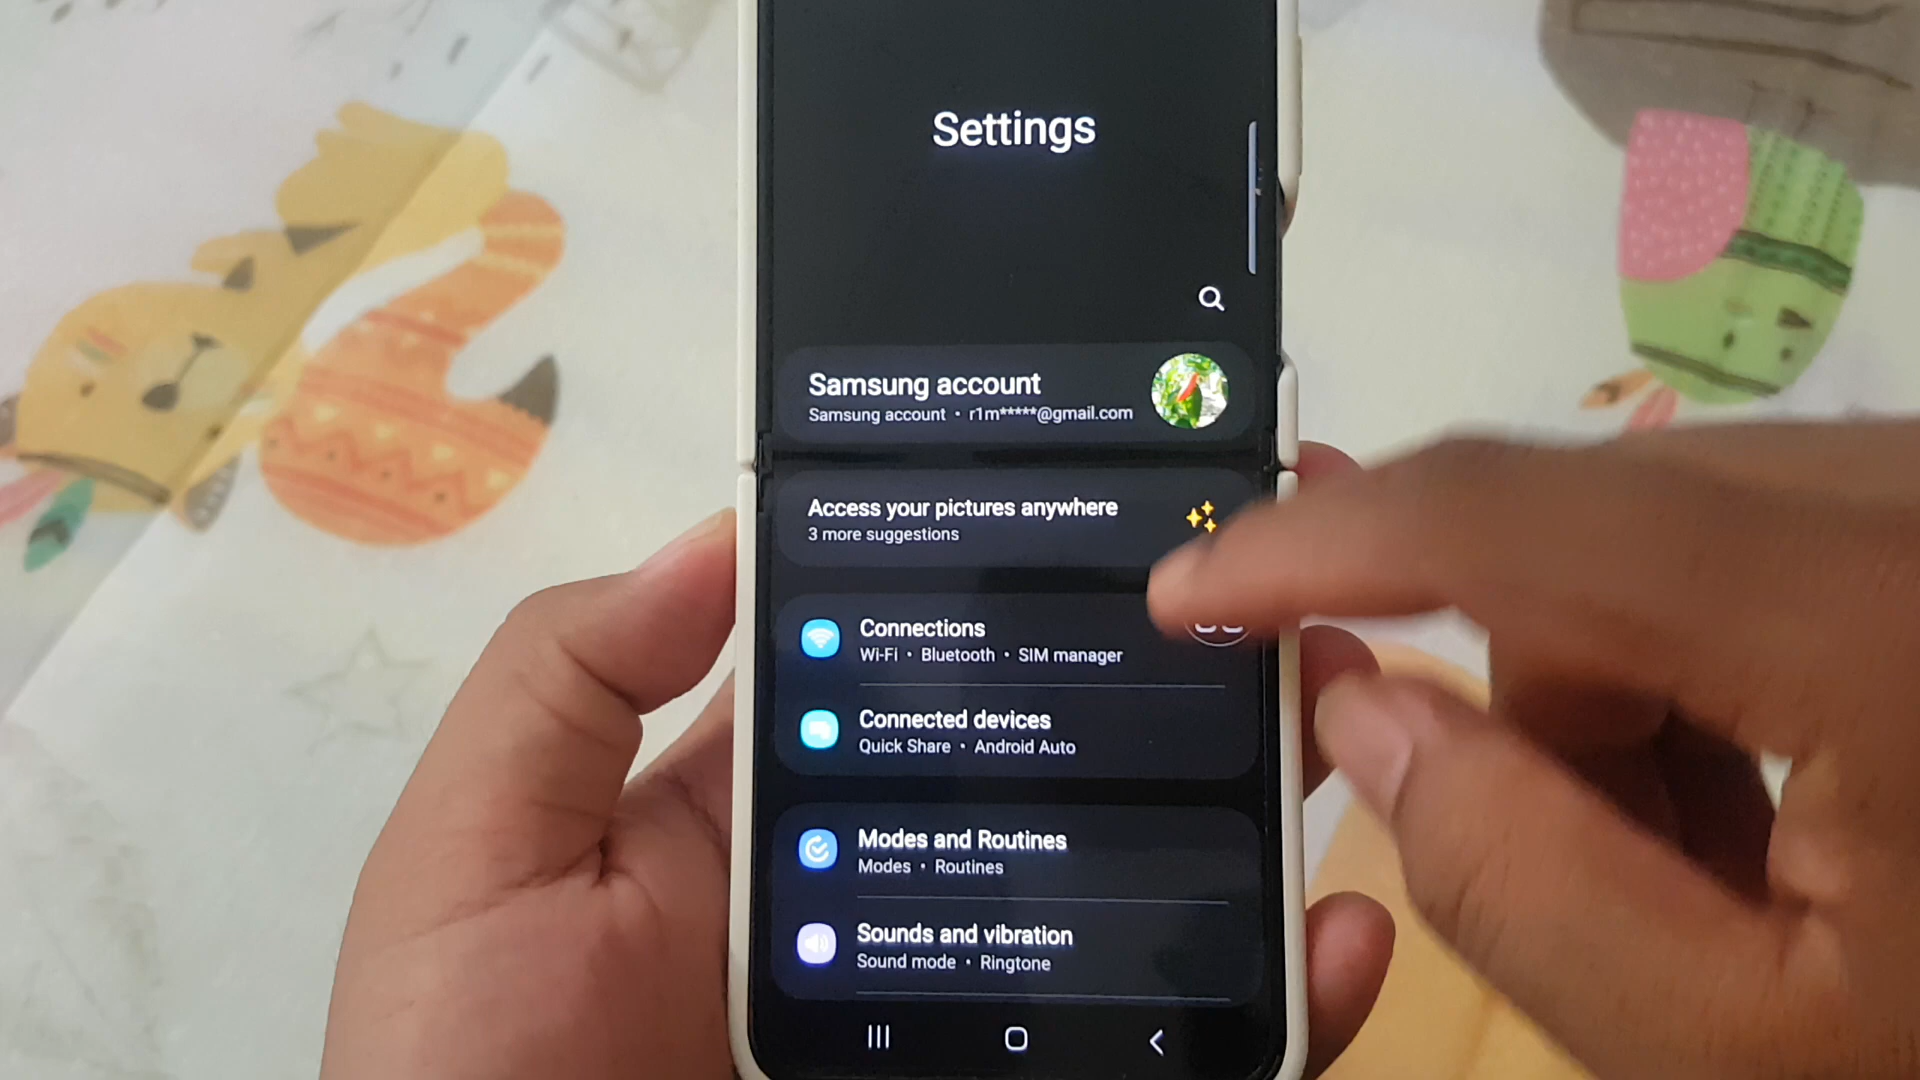 Settings
Samsung account
Samsung account • r1m*****@gmail.com
Access your pictures anywhere
3 more suggestions
Connections
Wi-Fi • Bluetooth • SIM manager
Connected devices
Quick Share • Android Auto
Modes and Routines
Modes • Routines
Sounds and vibration
Sound mode • Ringtone